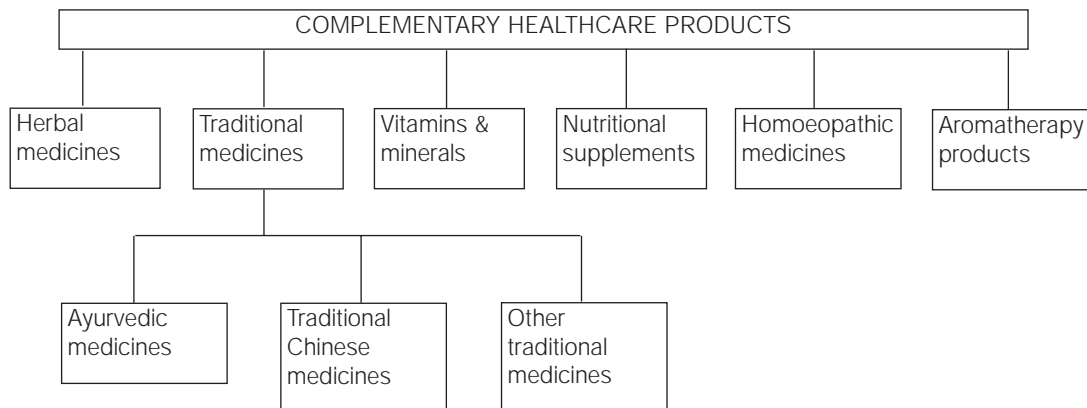 COMPLEMENTARY HEALTHCARE PRODUCTS
Herbal
medicines
Traditional
medicines
Vitamins &
minerals
Nutritional
supplements
Homoeopathic
medicines
Aromatherapy
products
Ayurvedic
medicines
Traditional
Chinese
medicines
Other
traditional
medicines